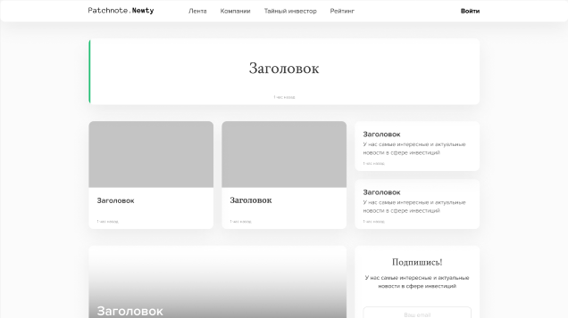 Patchnote.Newty
Лента Компании Тайный инвестор Рейтинг
Войти
Заголовок
1 час назад
Заголовок
1 час назад
Заголовок
1 час назад
Заголовок
У нас самые интересные и актуальные
новости в сфере инвестиций
1 час назад
Заголовок
У нас самые интересные и актуальные
новости в сфере инвестиций
1 час назад
Заголовок
Подпишись!
У нас самые интересные и актуальные
новости в сфере инвестиций
Ваш email